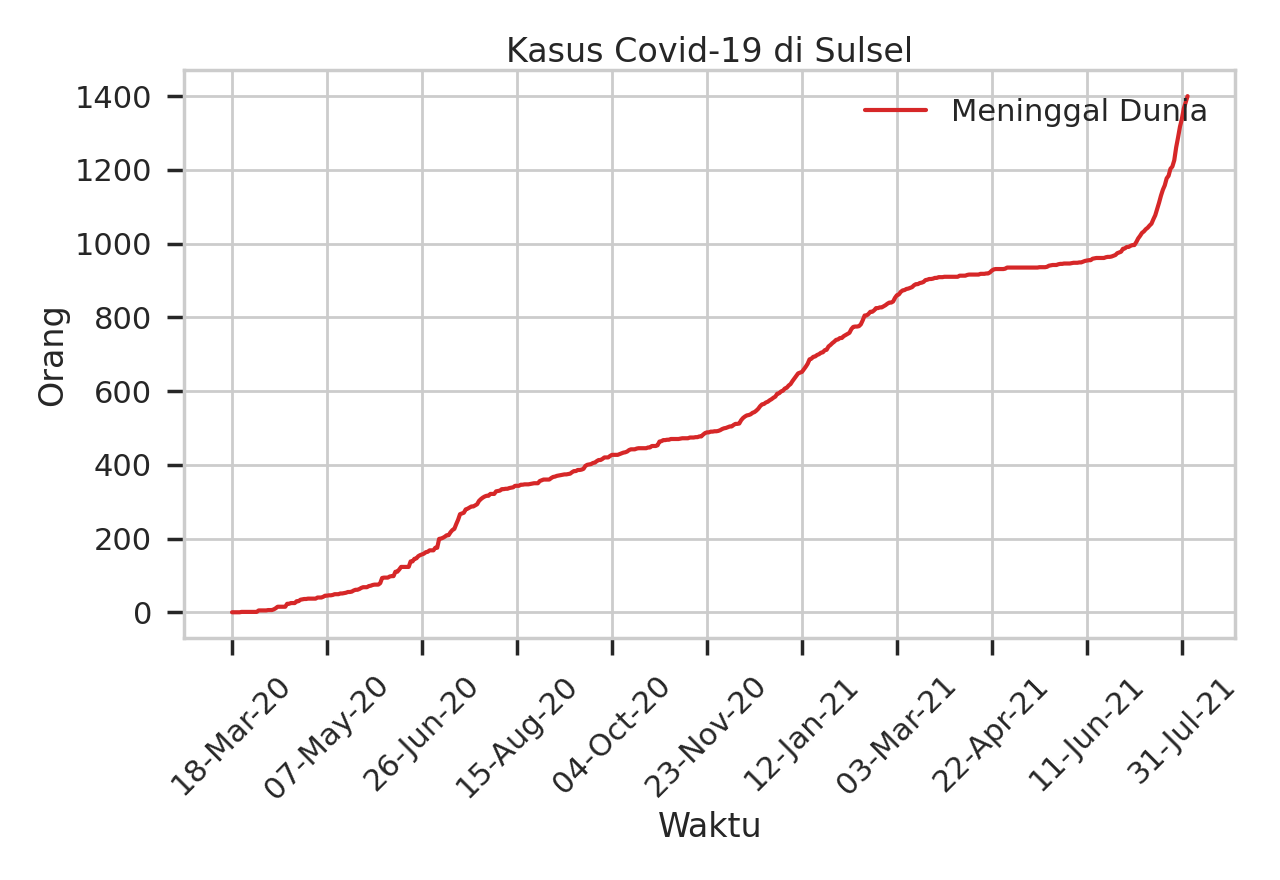 Kasus Covid-19 di Sulsel
Meninggal Dunia
Orang
1400
1200
1000
800
600
400
200
0
18-Mar-20
07-May-20
26-Jun-20
15-Aug-20
04-Oct-20
23-Nov-20
12-Jan-21
03-Mar-21
22-Apr-21
11-Jun-21
31-Jul-21
Waktu